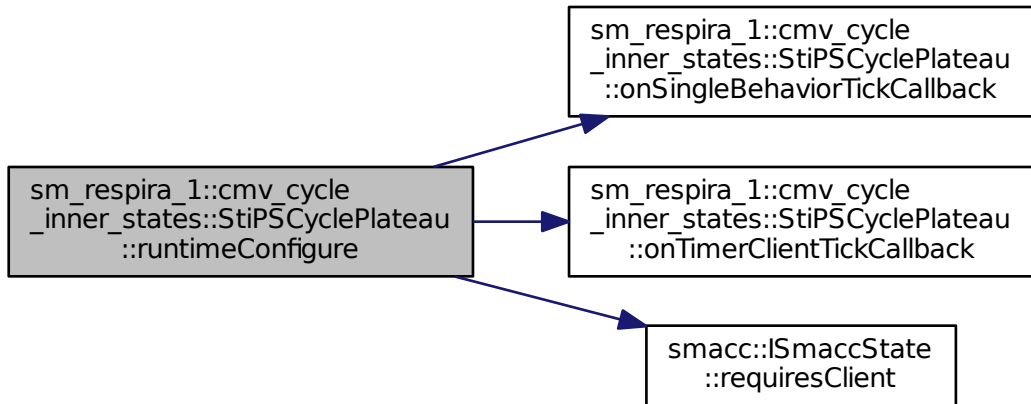 sm_respira_1::cmv_cycle
_inner_states::StiPSCyclePlateau
::runtimeConfigure
sm_respira_1::cmv_cycle
_inner_states::StiPSCyclePlateau
::onSingleBehaviorTickCallback
sm_respira_1::cmv_cycle
_inner_states::StiPSCyclePlateau
::onTimerClientTickCallback
smacc::ISmaccState
::requiresClient